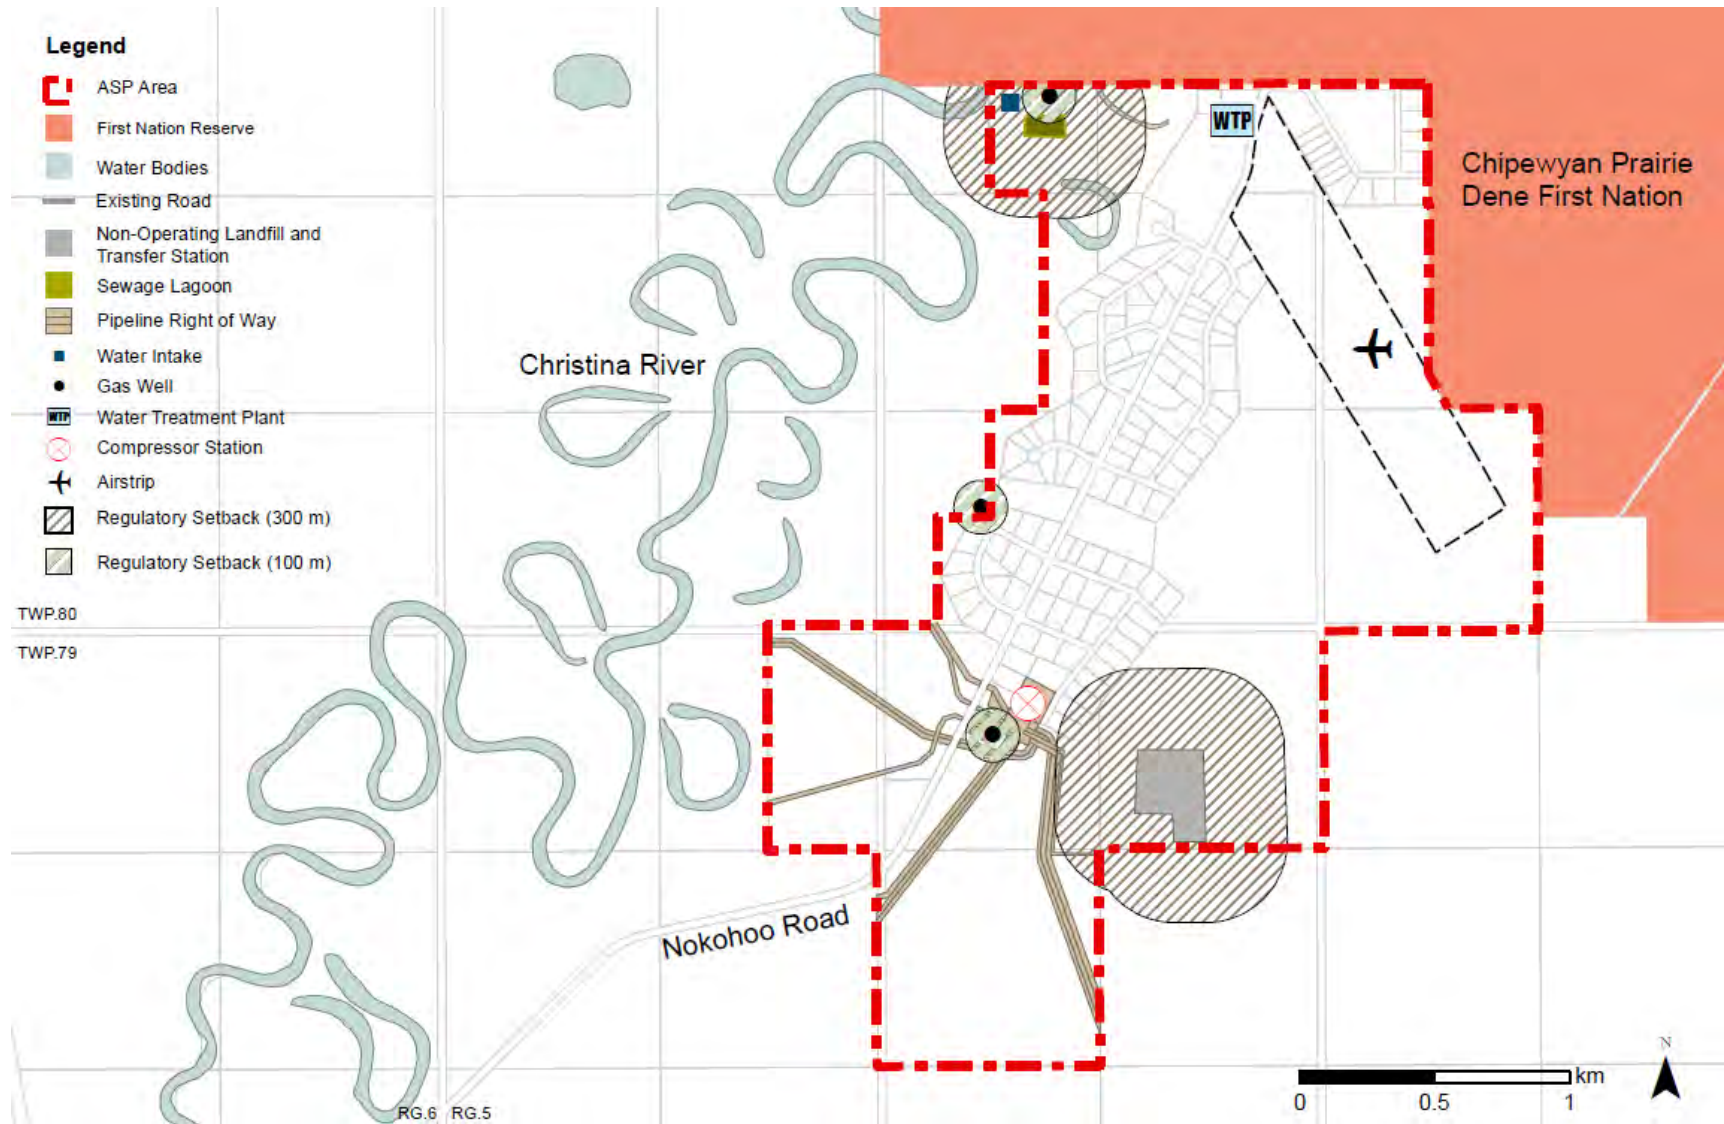 Legend
ASP Area
First Nation Reserve
Water Bodies
Existing Road
Non-Operating Landfill and
Transfer Station
Sewage Lagoon
Pipeline Right of Way
Water Intake
Gas Well
WTP Water Treatment Plant
Compressor Station
Airstrip
Regulatory Setback (300 m)
Regulatory Setback (100 m)
TWP.80
TWP.79
WTP
Chipewyan Prairie
Dene First Nation
Christina River
Nokohoo Road
RG.6 RG.5
N
km
0 0.5 1